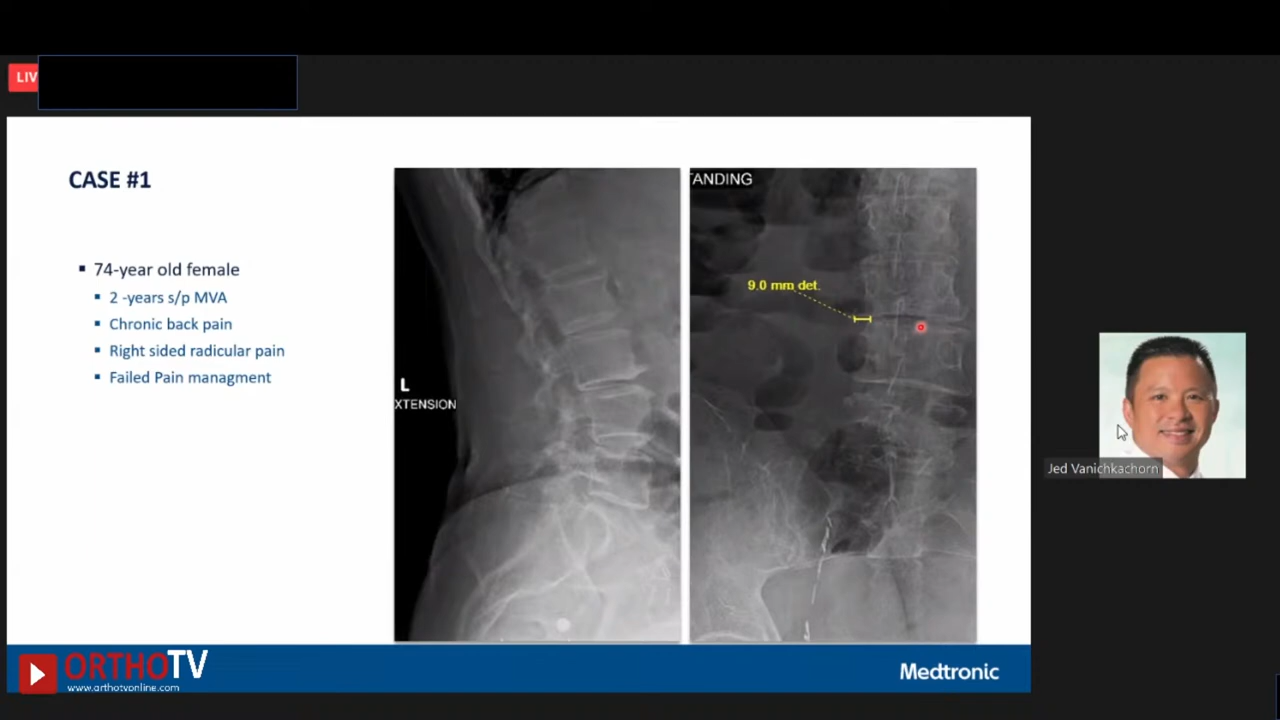 LIV
CASE #1
74-year old female
2 -years s/p MVA
Chronic back pain
Right sided radicular pain
Failed Pain managment
L
XTENSION
TANDING
9.0 mm det.
Jed Vanichkachorn
ORTHOTV
www.orthotvonline.com
Medtronic